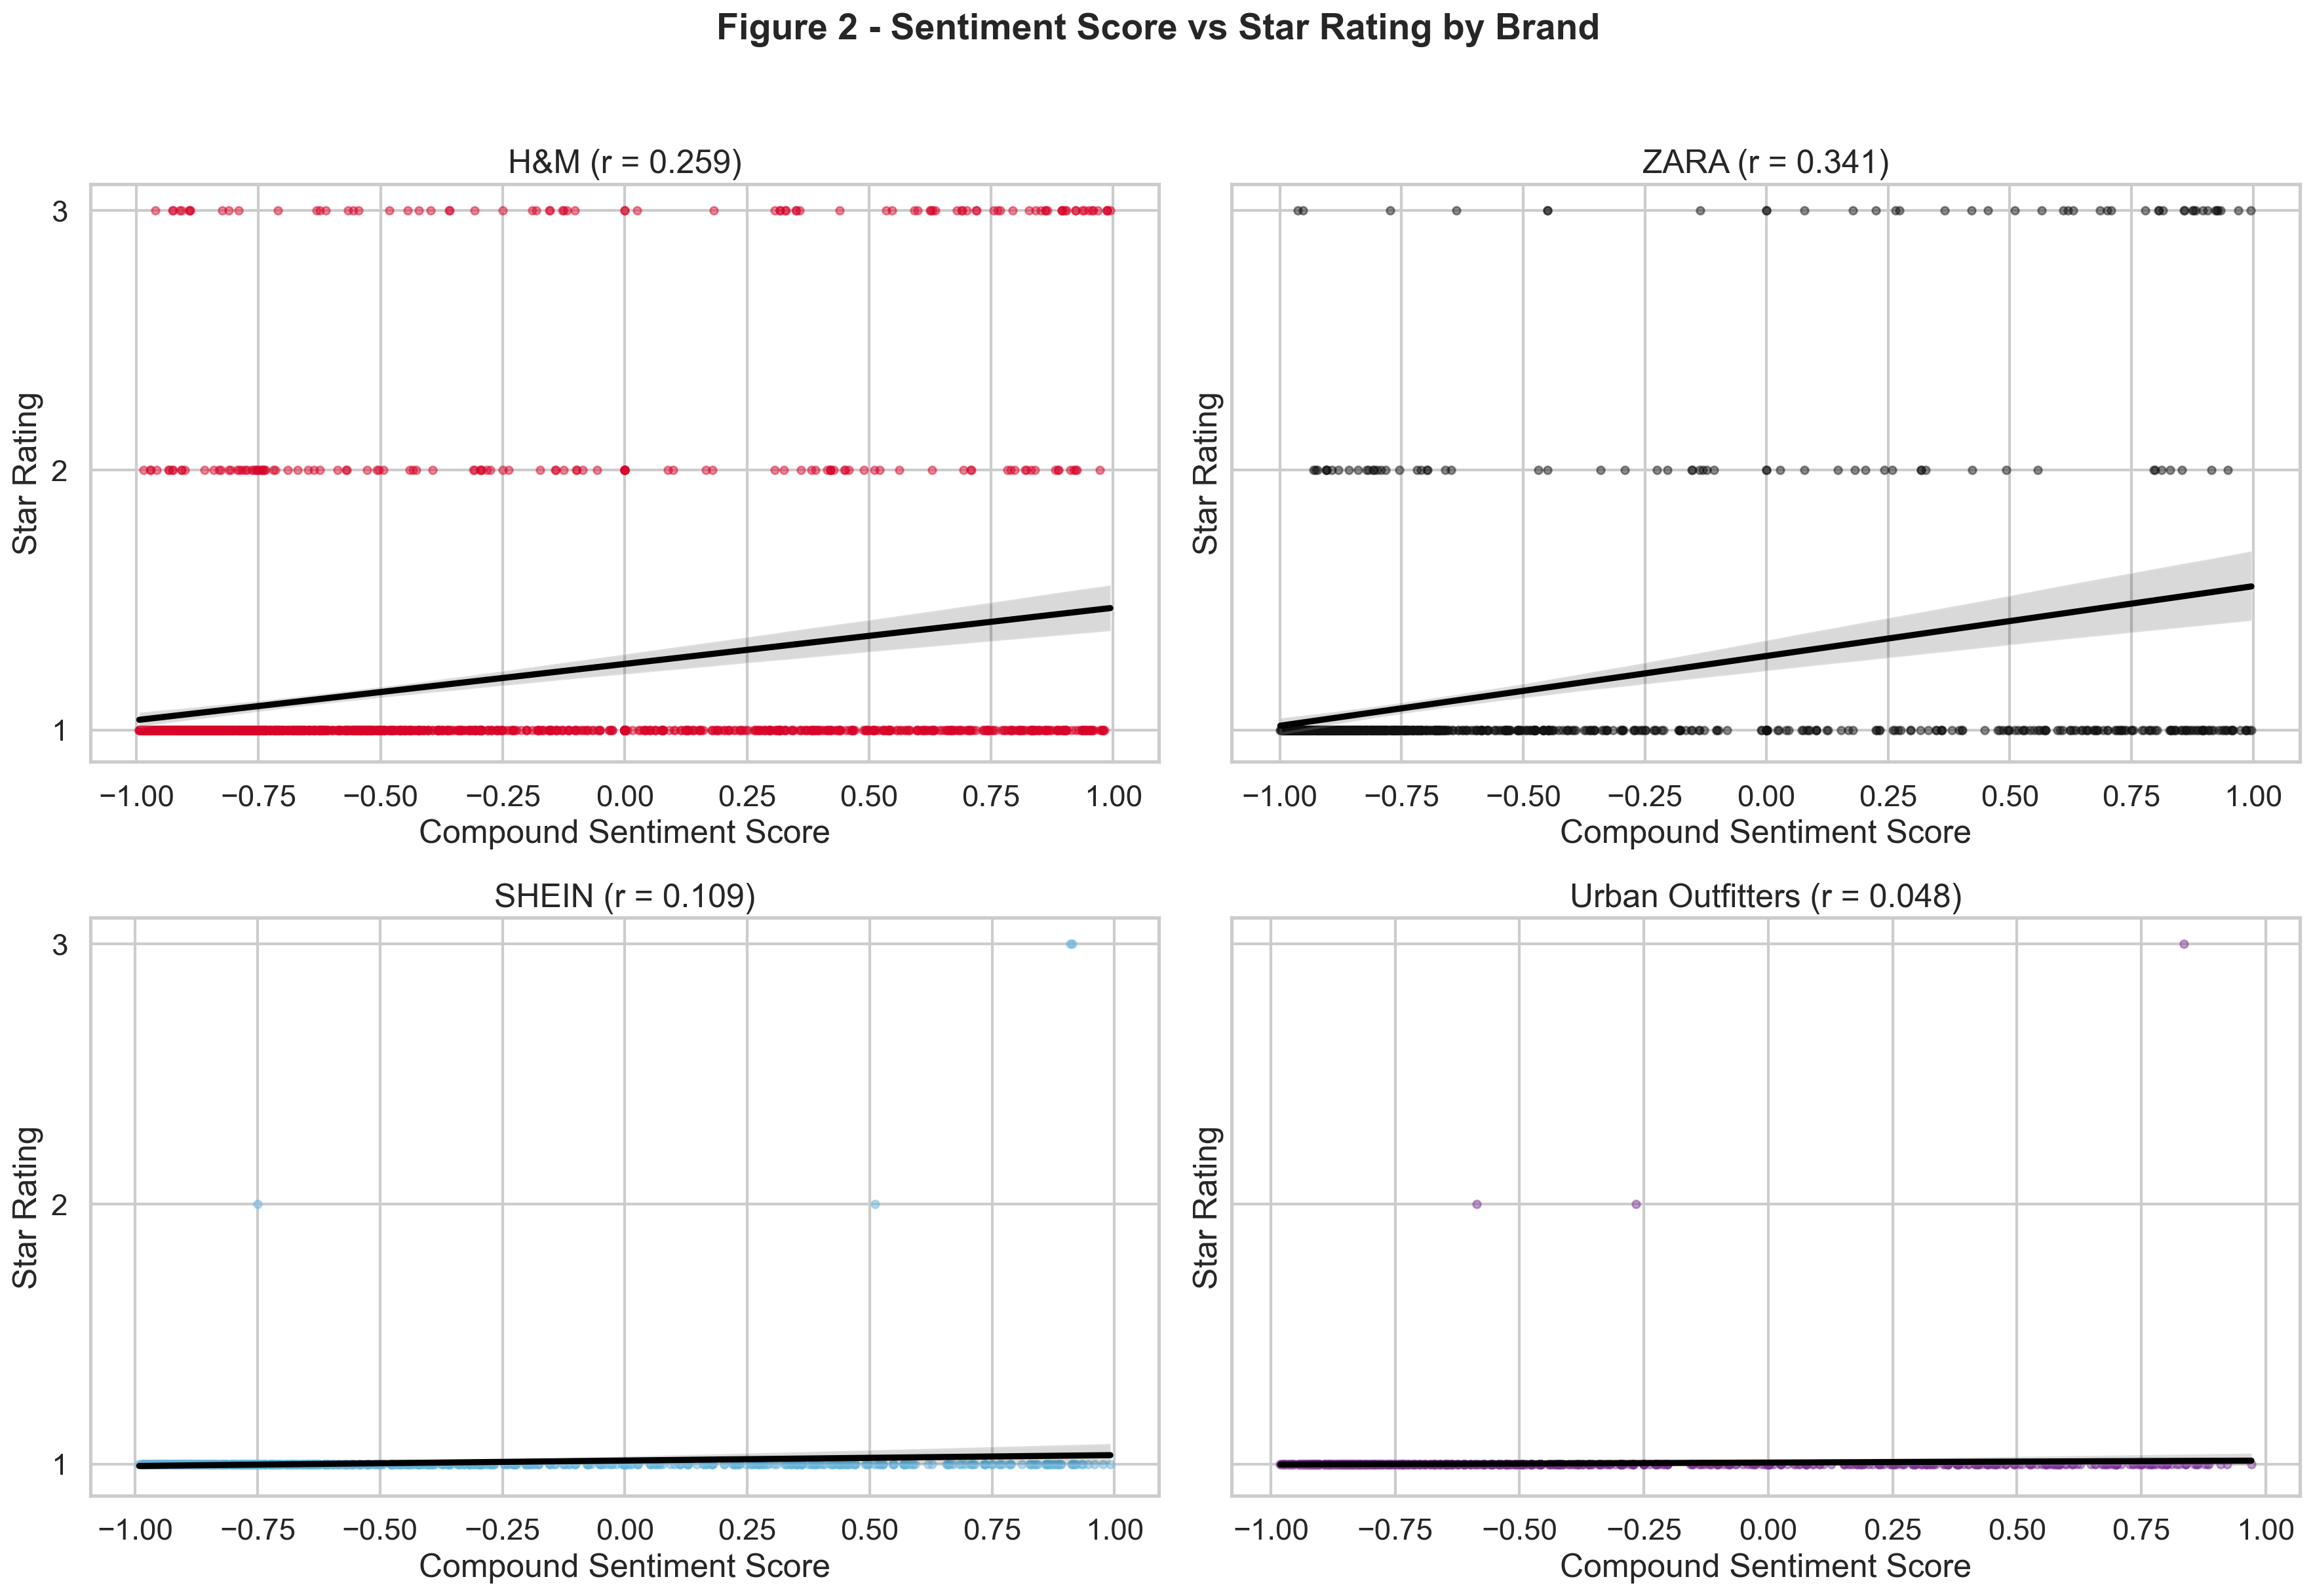 Figure 2 - Sentiment Score vs Star Rating by Brand
H&M (r = 0.259)
3
2
1
Star Rating
−1.00 −0.75 −0.50 −0.25 0.00 0.25 0.50 0.75 1.00
Compound Sentiment Score
ZARA (r = 0.341)
Star Rating
−1.00 −0.75 −0.50 −0.25 0.00 0.25 0.50 0.75 1.00
Compound Sentiment Score
SHEIN (r = 0.109)
3
2
1
Star Rating
−1.00 −0.75 −0.50 −0.25 0.00 0.25 0.50 0.75 1.00
Compound Sentiment Score
Urban Outfitters (r = 0.048)
Star Rating
−1.00 −0.75 −0.50 −0.25 0.00 0.25 0.50 0.75 1.00
Compound Sentiment Score